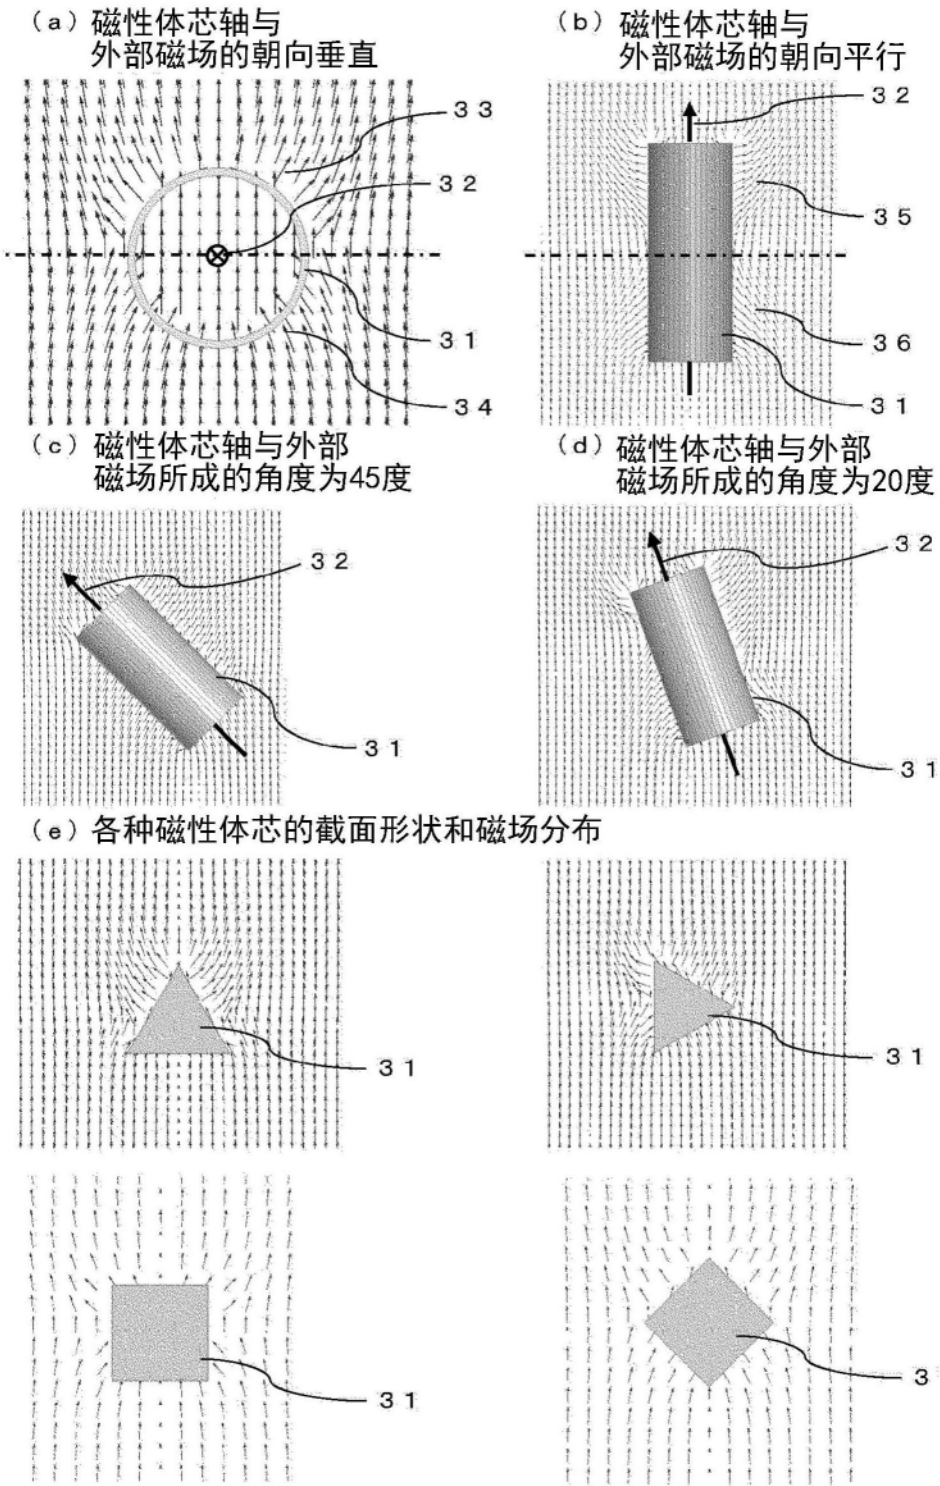 （a）磁性体芯轴与
外部磁场的朝向垂直
（b）磁性体芯轴与
外部磁场的朝向平行
33
32
31
34
32
35
36
31
（c）磁性体芯轴与外部
磁场所成的角度为45度
（d）磁性体芯轴与外部
磁场所成的角度为20度
32
31
32
31
（e）各种磁性体芯的截面形状和磁场分布
31
31
31
3